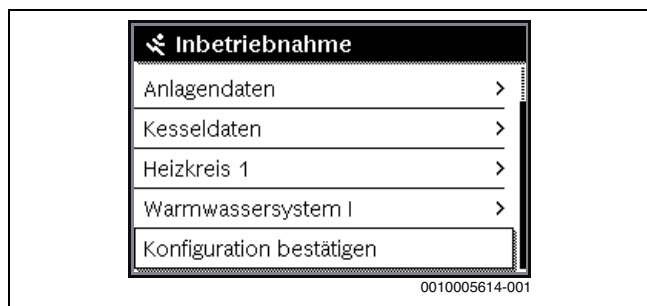 Inbetriebnahme
Anlagendaten >
Kesseldaten >
Heizkreis 1 >
Warmwassersystem I >
Konfiguration bestätigen
0010005614-001